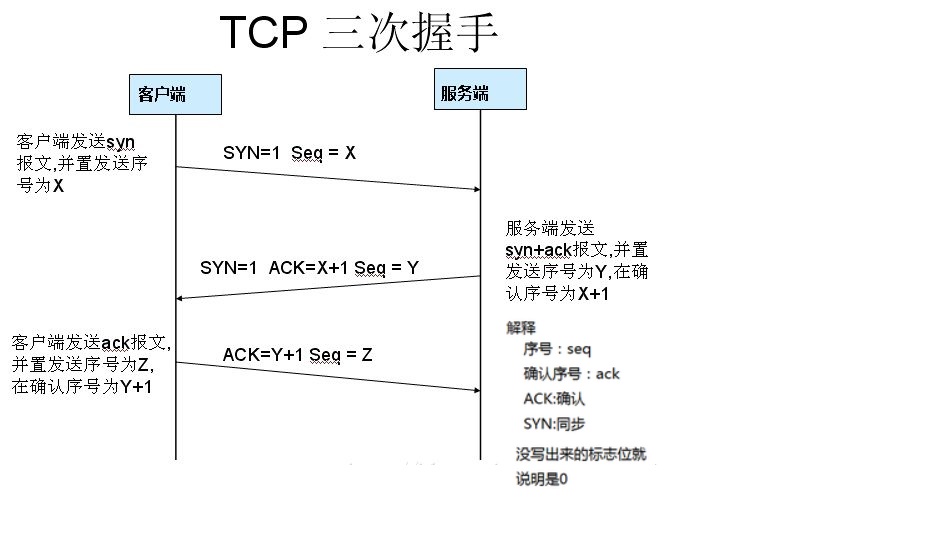 TCP 三次握手
客户端
服务端
客户端发送syn
报文,并置发送序
号为X
SYN=1 Seq = X
服务端发送
syn+ack报文,并置
发送序号为Y,在确
认序号为X+1
SYN=1 ACK=X+1 Seq = Y
客户端发送ack报文,
并置发送序号为Z,
在确认序号为Y+1
ACK=Y+1 Seq = Z
解释
序号：seq
确认序号：ack
ACK:确认
SYN:同步
没写出来的标志位就
说明是0